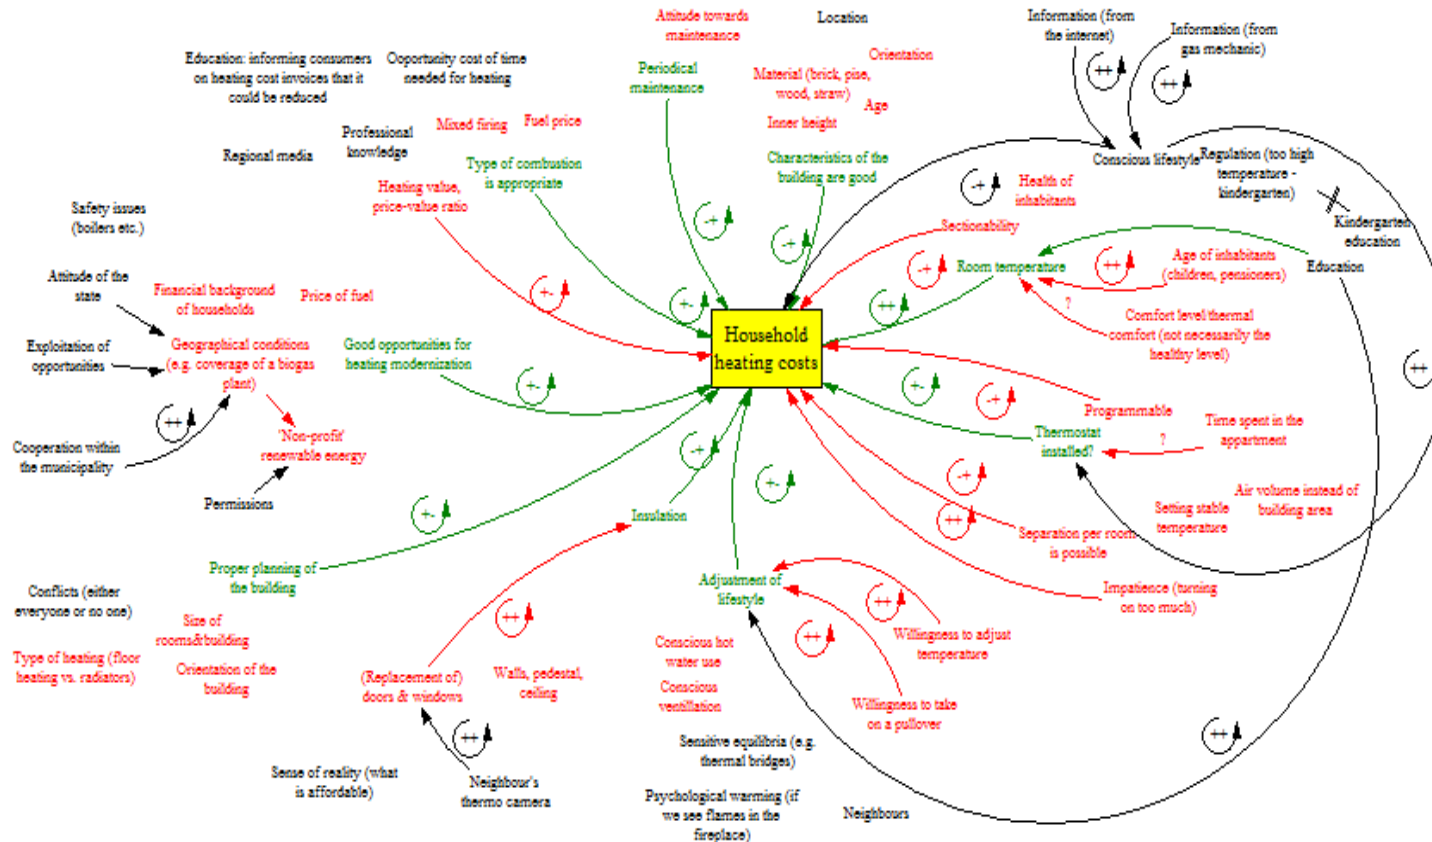 Attitude towards
maintenance
Location
Information (from
the internet)
Information (from
gas mechanic)
Education: informing consumers
on heating cost invoices that it
could be reduced
Opportunity cost of time
needed for heating
Periodical
maintenance
Orientation
Material (brick, pise,
wood, straw)
Age
Inner height
++
++
Mixed firing
Fuel price
Professional
knowledge
Regional media
Type of combustion
is appropriate
Characteristics of the
building are good
Conscious lifestyle
Regulation (too high
temperature -
kindergarten)
Heating value,
price-value ratio
-+
Health of
inhabitants
Safety issues
(boilers etc.)
-+
-+
Sectionability
Kindergarten
education
Attitude of the
state
Financial background
of households
Price of fuel
+-
+-
-+
Room temperature
++
Age of inhabitants
(children, pensioners)
Education
?
++
Household
heating costs
Comfort level/thermal
comfort (not necessarily the
healthy level)
Exploitation of
opportunities
Geographical conditions
(e.g. coverage of a biogas
plant)
Good opportunities for
heating modernization
+-
+-
-+
++
++
Programmable
Cooperation within
the municipality
'Non-profit'
renewable energy
Thermostat
installed?
?
Time spent in the
appartment
-+
-+
Permissions
+-
Insulation
+-
++
Air volume instead of
building area
Setting stable
temperature
Separation per room
is possible
Proper planning of
the building
Adjustment of
lifestyle
Impatience (turning
on too much)
Conflicts (either
everyone or no one)
Size of
rooms&building
++
++
++
Willingness to adjust
temperature
Type of heating (floor
heating vs. radiators)
Orientation of the
building
(Replacement of)
doors & windows
Walls, pedestal,
ceiling
Conscious hot
water use
Conscious
ventillation
Willingness to take
on a pullover
++
++
Sense of reality (what
is affordable)
Neighbour's
thermo camera
Sensitive equilibria (e.g.
thermal bridges)
Psychological warming (if
we see flames in the
fireplace)
Neighbours